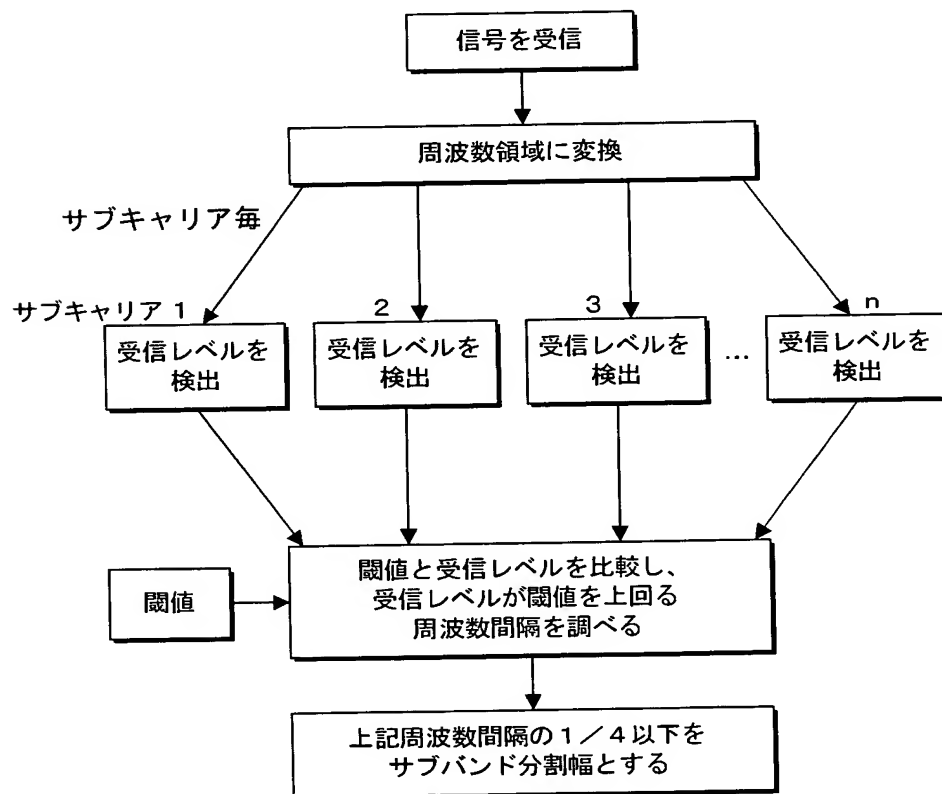 信号を受信
周波数領域に変換
サブキャリア毎
サブキャリア 1
2
3
n
受信レベルを
検出
受信レベルを
検出
受信レベルを
検出
…
受信レベルを
検出
閾値
閾値と受信レベルを比較し、
受信レベルが閾値を上回る
周波数間隔を調べる
上記周波数間隔の１／４以下を
サブバンド分割幅とする